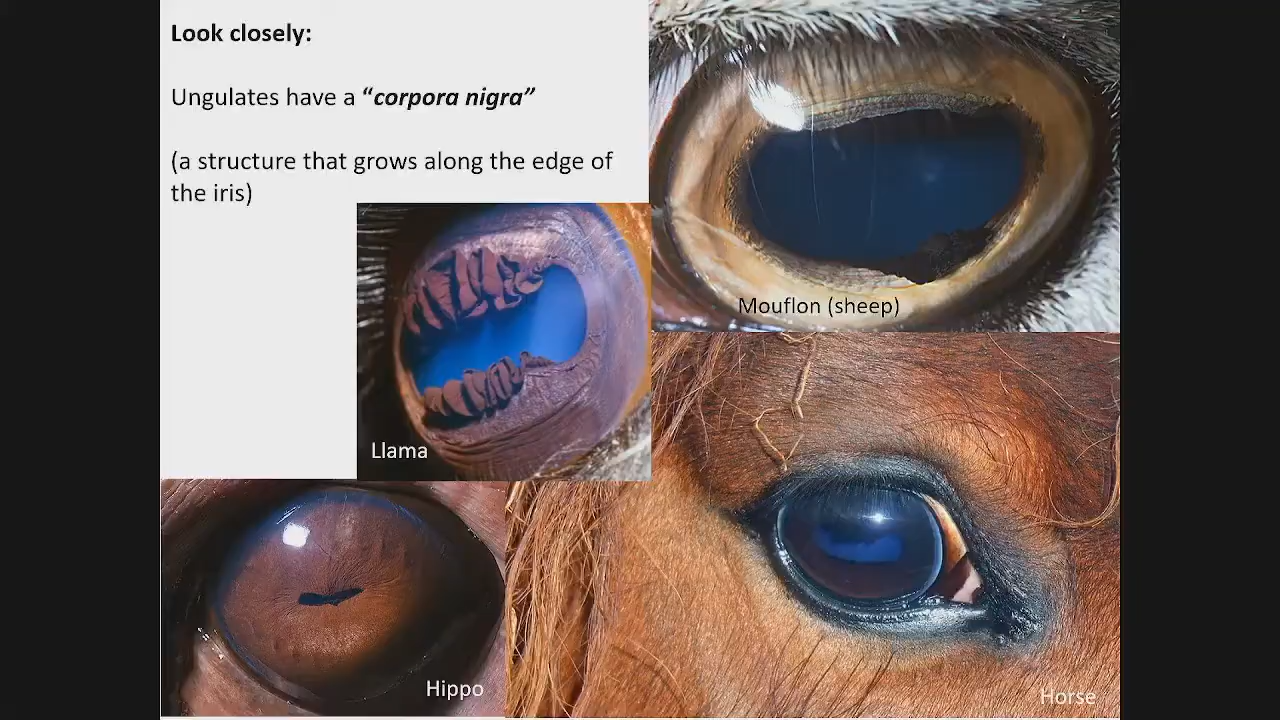 Look closely:
Ungulates have a “corpora nigra”
(a structure that grows along the edge of
the iris)
Mouflon (sheep)
Llama
Hippo
Horse